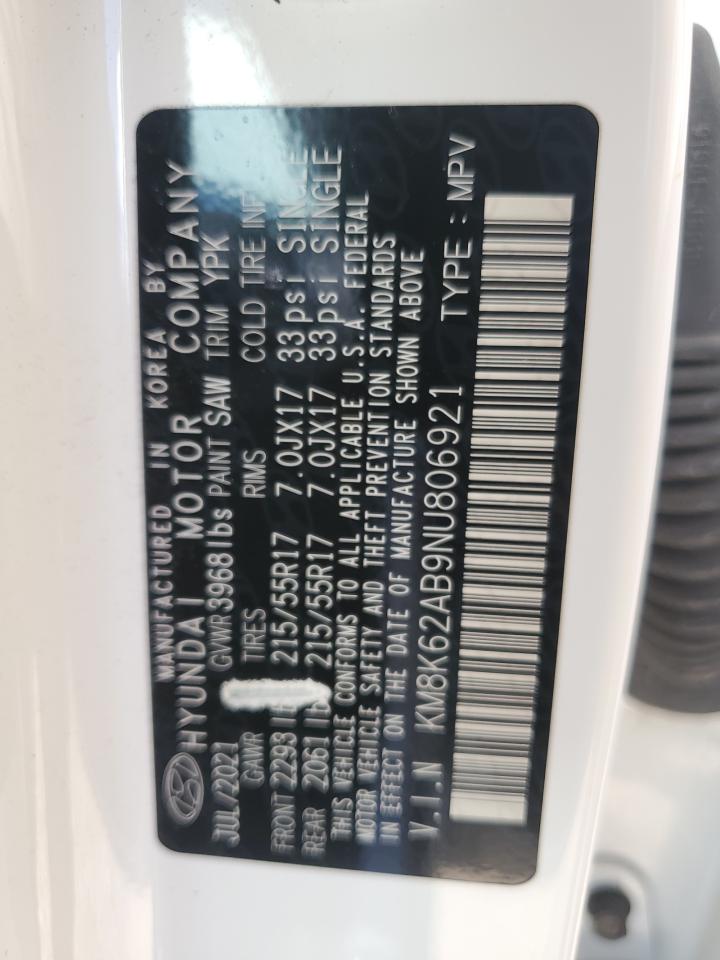 MANUFACTURED IN KOREA BY
HYUNDAI MOTOR COMPANY
JUL/2021 GVWR 3968 lbs PAINT SAW TRIM YPK
GAWR TIRES RIMS COLD TIRE INF
FRONT 2293 215/55R17 7.0JX17 33psi SINGLE
REAR 2061 lb 215/55R17 7.0JX17 33psi SINGLE
THIS VEHICLE CONFORMS TO ALL APPLICABLE U.S.A. FEDERAL
MOTOR VEHICLE SAFETY AND THEFT PREVENTION STANDARDS
IN EFFECT ON THE DATE OF MANUFACTURE SHOWN ABOVE
V.I.N KM8K62AB9NU806921 TYPE : MPV